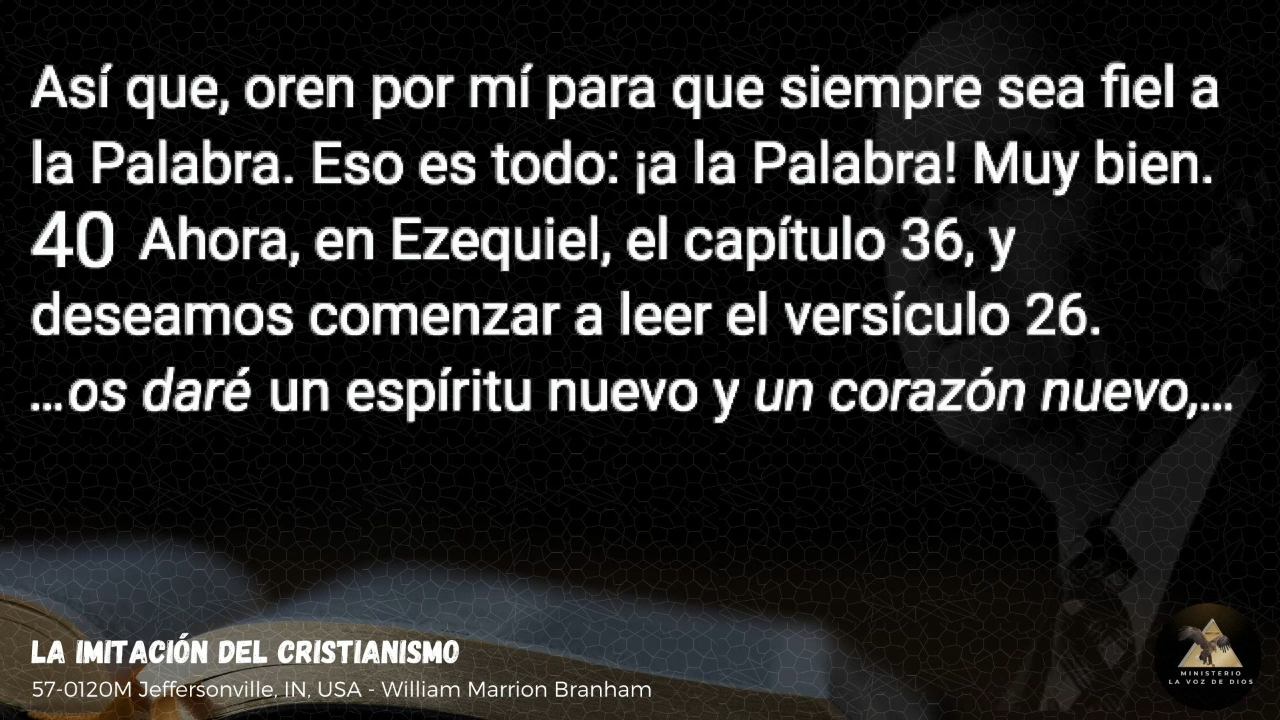 Así que, oren por mí para que siempre sea fiel a
la Palabra. Eso es todo: ¡a la Palabra! Muy bien.
40 Ahora, en Ezequiel, el capítulo 36, y
deseamos comenzar a leer el versículo 26.
…os daré un espíritu nuevo y un corazón nuevo,…
LA IMITACIÓN DEL CRISTIANISMO
57-0120M Jeffersonville, IN, USA - William Marrion Branham
MINISTERIO
LA VOZ DE DIOS